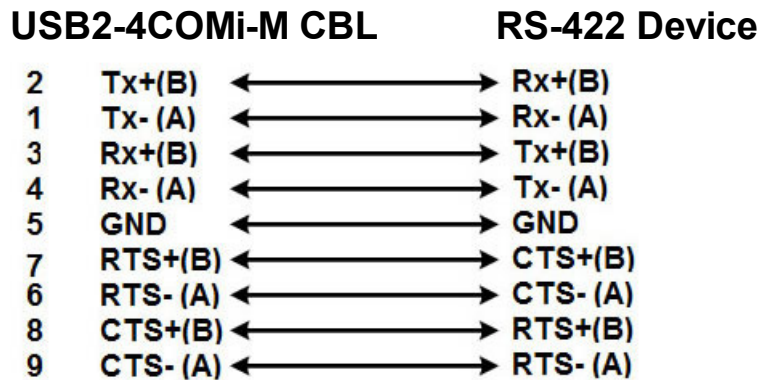 USB2-4COMi-M CBL RS-422 Device
2 Tx+(B) Rx+(B)
1 Tx- (A) Rx- (A)
3 Rx+(B) Tx+(B)
4 Rx- (A) Tx- (A)
5 GND GND
7 RTS+(B) CTS+(B)
6 RTS- (A) CTS- (A)
8 CTS+(B) RTS+(B)
9 CTS- (A) RTS- (A)